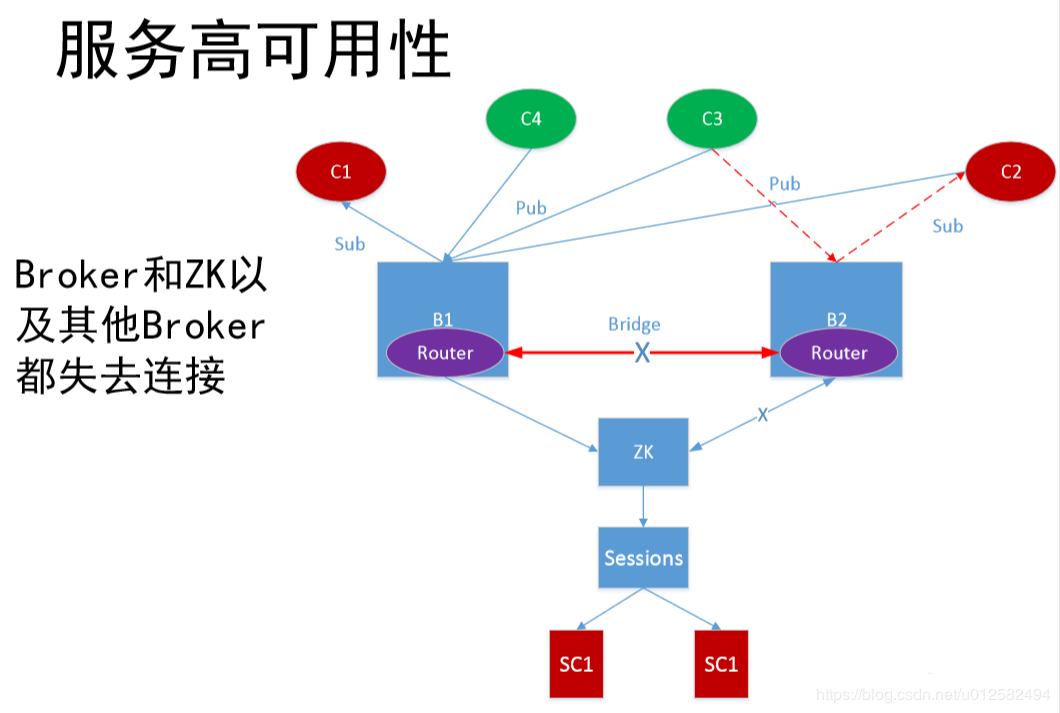 服务高可用性
C4
C3
C1
C2
Pub
Pub
Sub
Sub
Broker和ZK以
及其他Broker
都失去连接
B1
Bridge
B2
Router
X
Router
X
ZK
Sessions
SC1
SC1
https://blog.csdn.net/u012582494